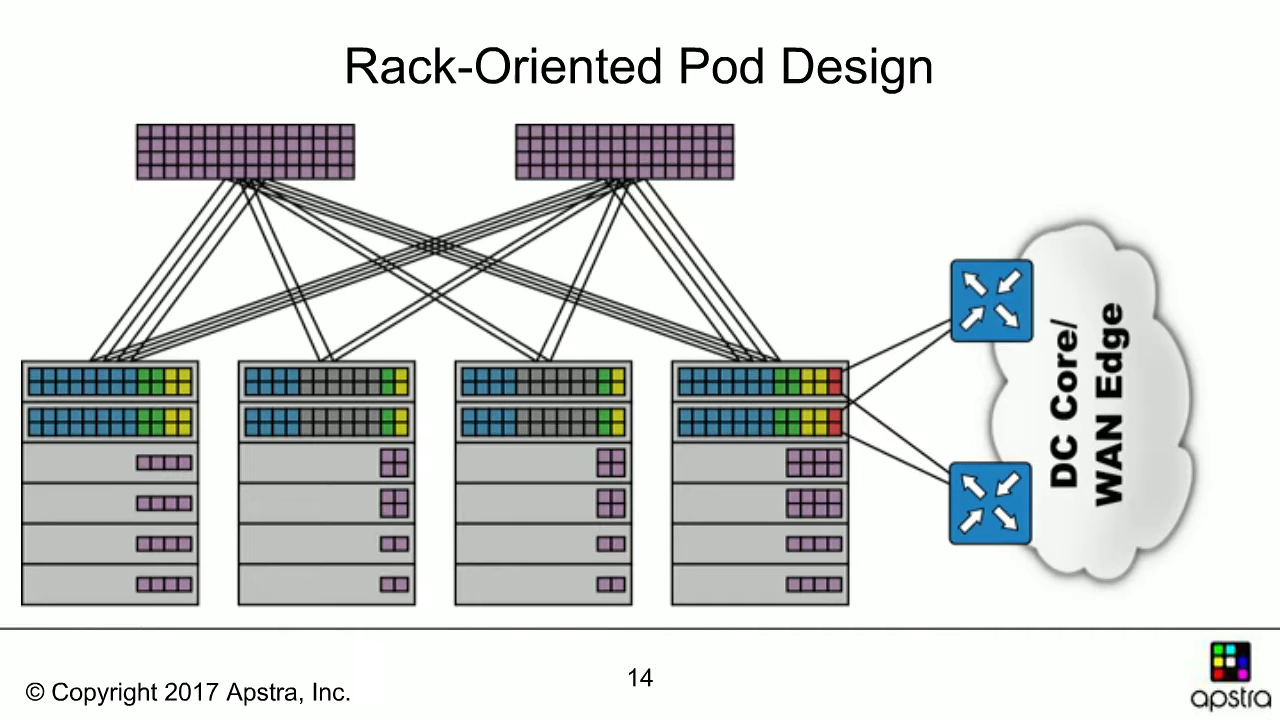 Rack-Oriented Pod Design
DC Core/
WAN Edge
© Copyright 2017 Apstra, Inc.
14
apstra